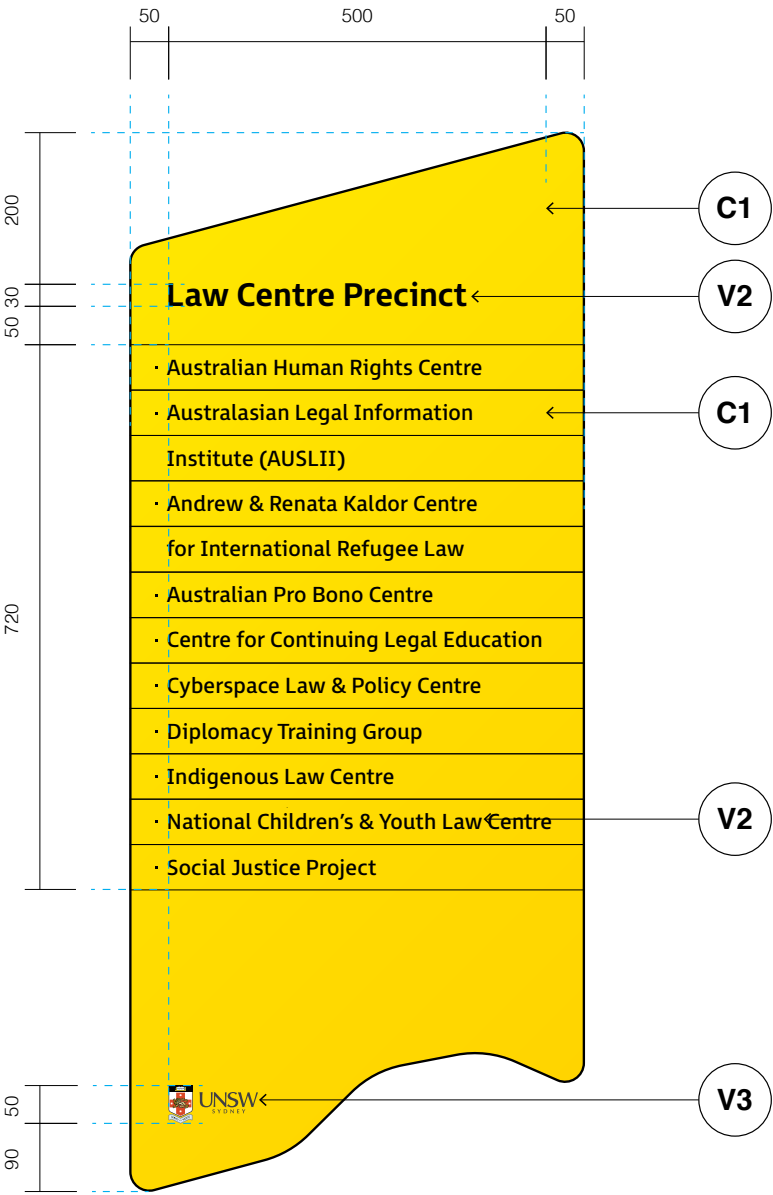 50 500 50
200
C1
30
Law Centre Precinct
V2
50
· Australian Human Rights Centre
· Australasian Legal Information
C1
Institute (AUSLII)
· Andrew & Renata Kaldor Centre
for International Refugee Law
· Australian Pro Bono Centre
720
· Centre for Continuing Legal Education
· Cyberspace Law & Policy Centre
· Diplomacy Training Group
· Indigenous Law Centre
· National Children’s & Youth Law Centre
V2
· Social Justice Project
50
UNSW
SYDNEY
V3
90